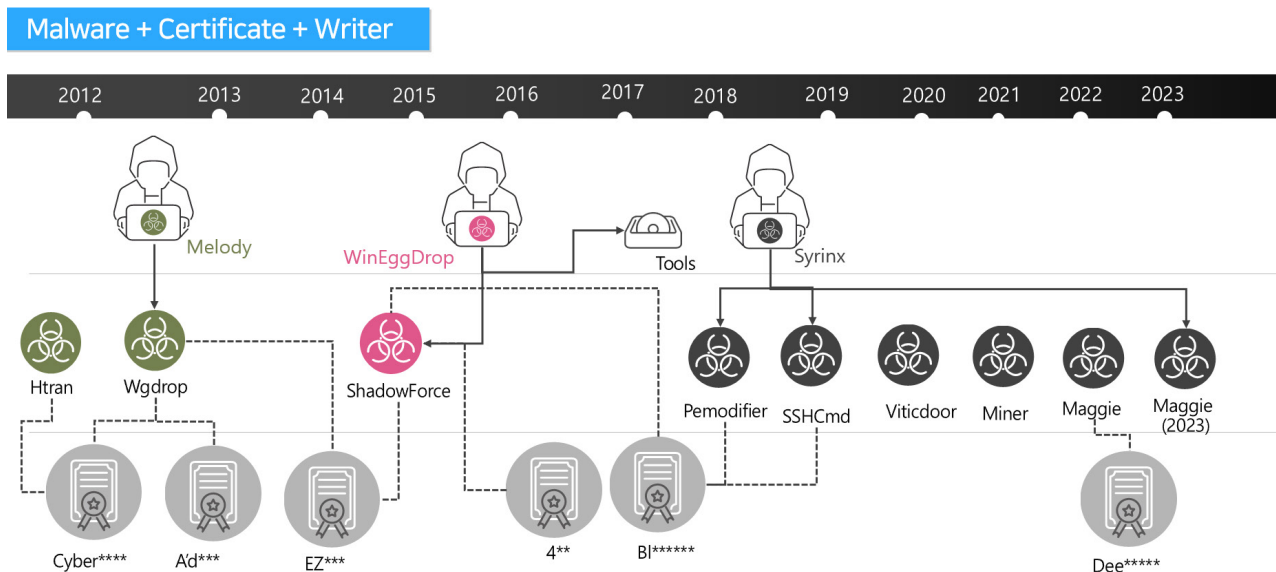 Malware + Certificate + Writer
2012 2013 2014 2015 2016 2017 2018 2019 2020 2021 2022 2023
Melody
WinEggDrop
Tools
Syrinx
Htran
Wgdrop
ShadowForce
Pemodifier
SSHCmd
Viticdoor
Miner
Maggie
Maggie
(2023)
Cyber****
A'd***
EZ***
4**
Bl******
Dee*****